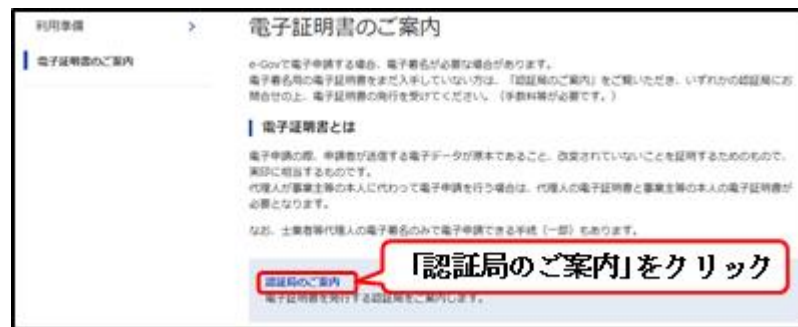 利用準備
電子証明書のご案内
電子証明書のご案内
e-Govで電子申請する場合、電子署名が必要な場合があります。
電子署名用の電子証明書をまだ入手していない方は、「認証局のご案内」をご覧いただき、いずれかの認証局にお
問合せの上、電子証明書の発行を受けてください。（手数料等が必要です。）
電子証明書とは
電子申請の際、申請者が送信する電子データが原本であること、改変されていないことを証明するためのもので、
実印に相当するものです。
代理人が事業主等の本人に代わって電子申請を行う場合は、代理人の電子証明書と事業主等の本人の電子証明書が
必要となります。
なお、士業者等代理人の電子署名のみで電子申請できる手続（一部）もあります。
「認証局のご案内」をクリック
認証局のご案内
電子証明書を発行する認証局をご案内します。